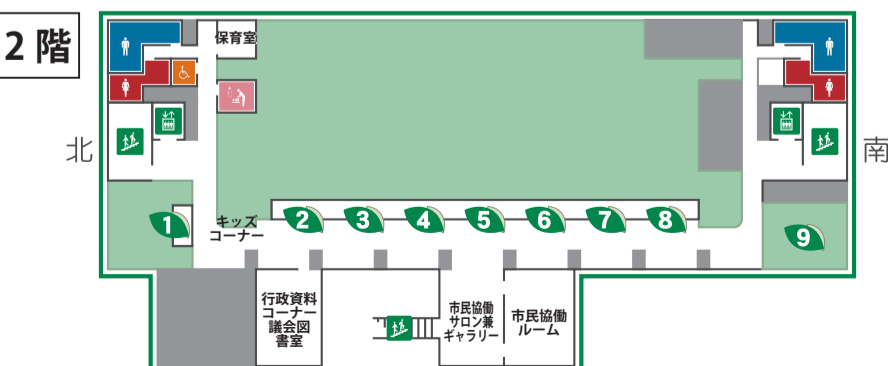 2階
保育室
北
南
キッズ
コーナー
1
2
3
4
5
6
7
8
9
行政資料
コーナー
議会図
書室
市民協働
サロン兼
ギャラリー
市民協働
ルーム